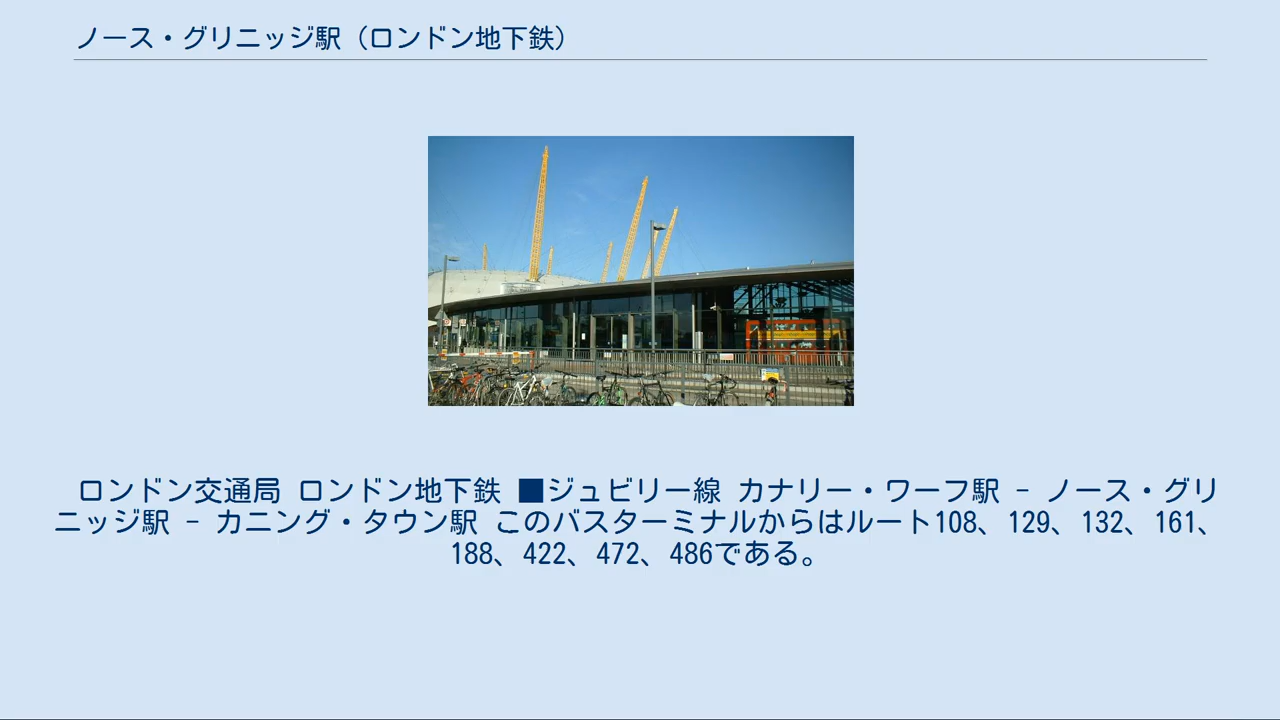 ノース・グリニッジ駅（ロンドン地下鉄）
ロンドン交通局 ロンドン地下鉄 ■ジュビリー線 カナリー・ワーフ駅 - ノース・グリ
ニッジ駅 - カニング・タウン駅 このバスターミナルからはルート108、129、132、161、
188、422、472、486である。